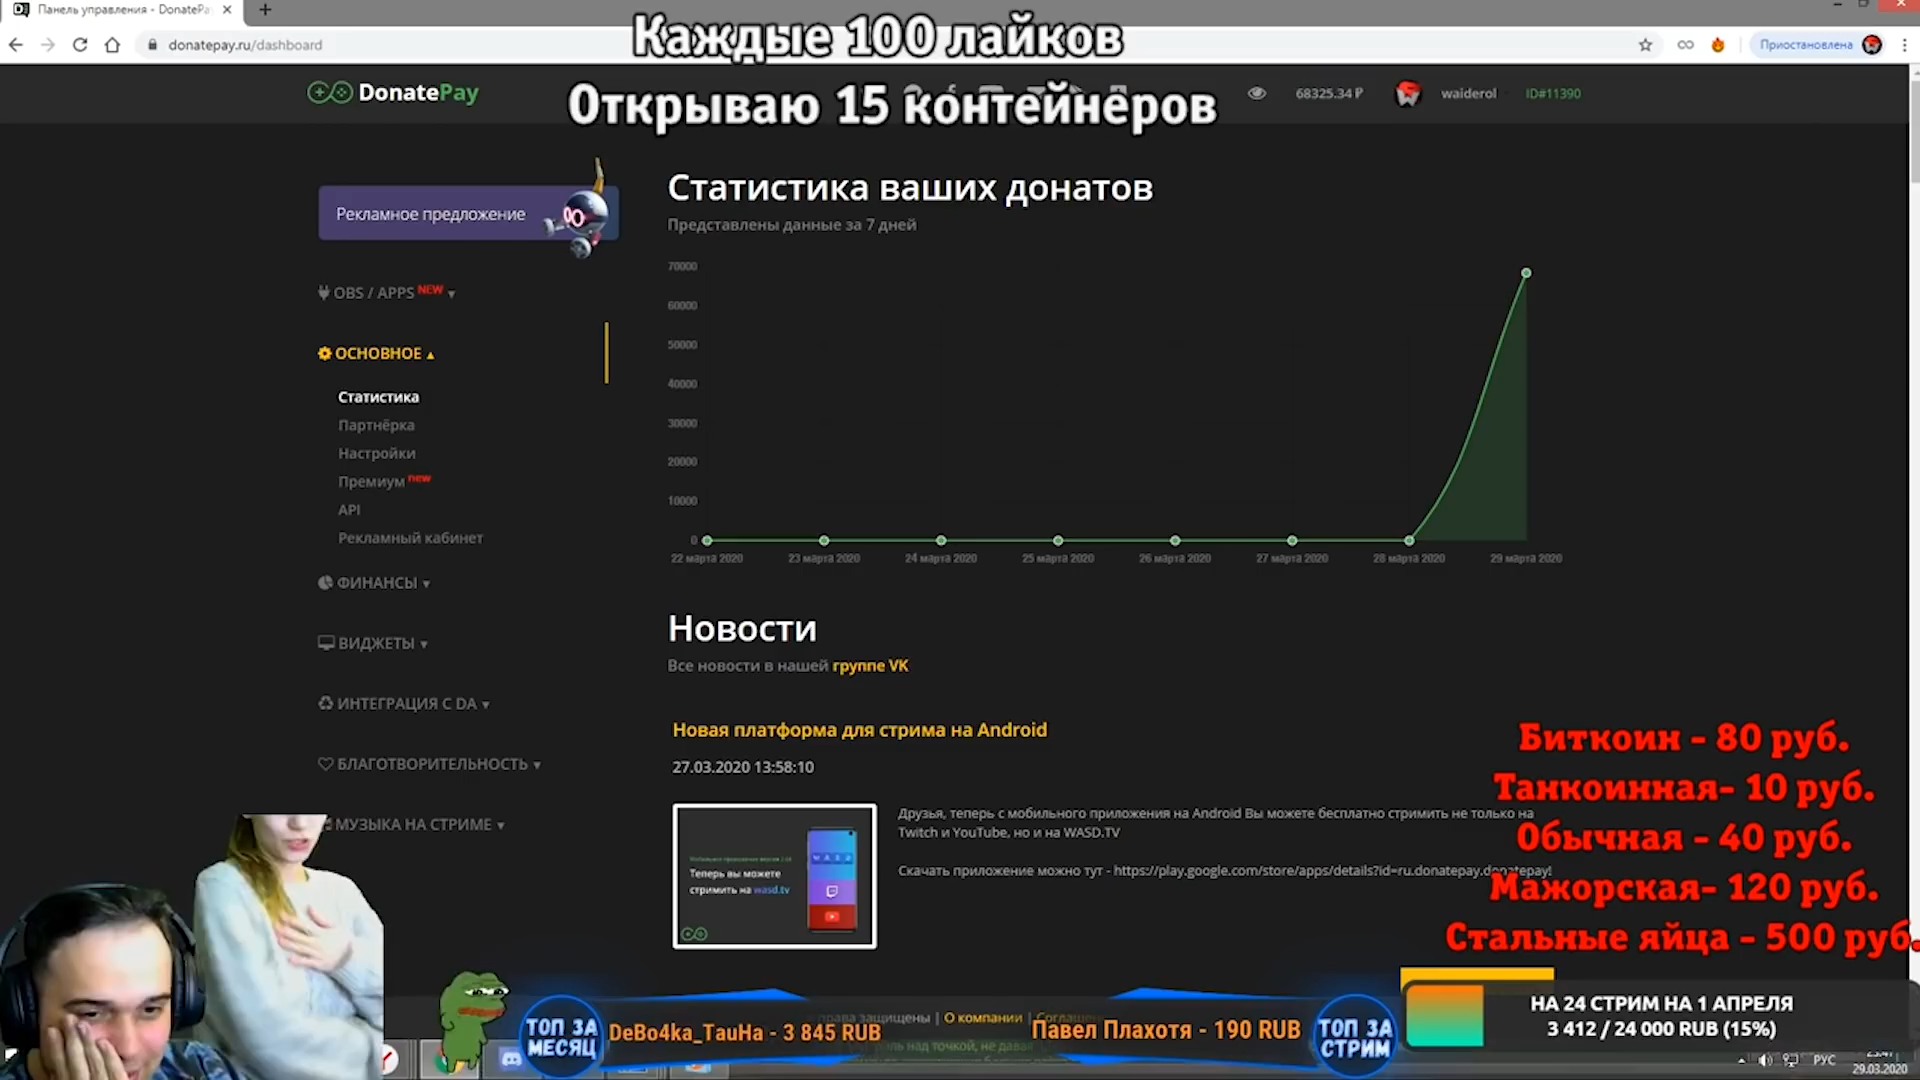 Панель управления - DonatePa
donatepay.ru/dashboard
Приостановлена
Каждые 100 лайков
Открываю 15 контейнеров
DonatePay
68325.34 ₽
waiderol
ID#11390
Рекламное предложение
OBS / APPS NEW
ОСНОВНОЕ
Статистика
Партнёрка
Настройки
Премиум new
API
Рекламный кабинет
ФИНАНСЫ
ВИДЖЕТЫ
ИНТЕГРАЦИЯ С DA
БЛАГОТВОРИТЕЛЬНОСТЬ
МУЗЫКА НА СТРИМЕ
Статистика ваших донатов
Представлены данные за 7 дней
70000
60000
50000
40000
30000
20000
10000
0
22 марта 2020 23 марта 2020 24 марта 2020 25 марта 2020 26 марта 2020 27 марта 2020 28 марта 2020 29 марта 2020
Новости
Все новости в нашей группе VK
Новая платформа для стрима на Android
27.03.2020 13:58:10
Теперь вы можете
стримить на wasd.tv
WASD
Друзья, теперь с мобильного приложения на Android Вы можете бесплатно стримить не только на
Twitch и YouTube, но и на WASD.TV
Скачать приложение можно тут - https://play.google.com/store/apps/details?id=ru.donatepay.donatepay!
Биткоин - 80 руб.
Танкоинная- 10 руб.
Обычная - 40 руб.
Мажорская- 120 руб.
Стальные яйца - 500 руб.
права защищены | О компании |
ТОП ЗА
МЕСЯЦ
DeBo4ka_TauHa - 3 845 RUB
Павел Плахотя - 190 RUB
ТОП ЗА
СТРИМ
НА 24 СТРИМ НА 1 АПРЕЛЯ
3 412 / 24 000 RUB (15%)
РУС
29.03.2020